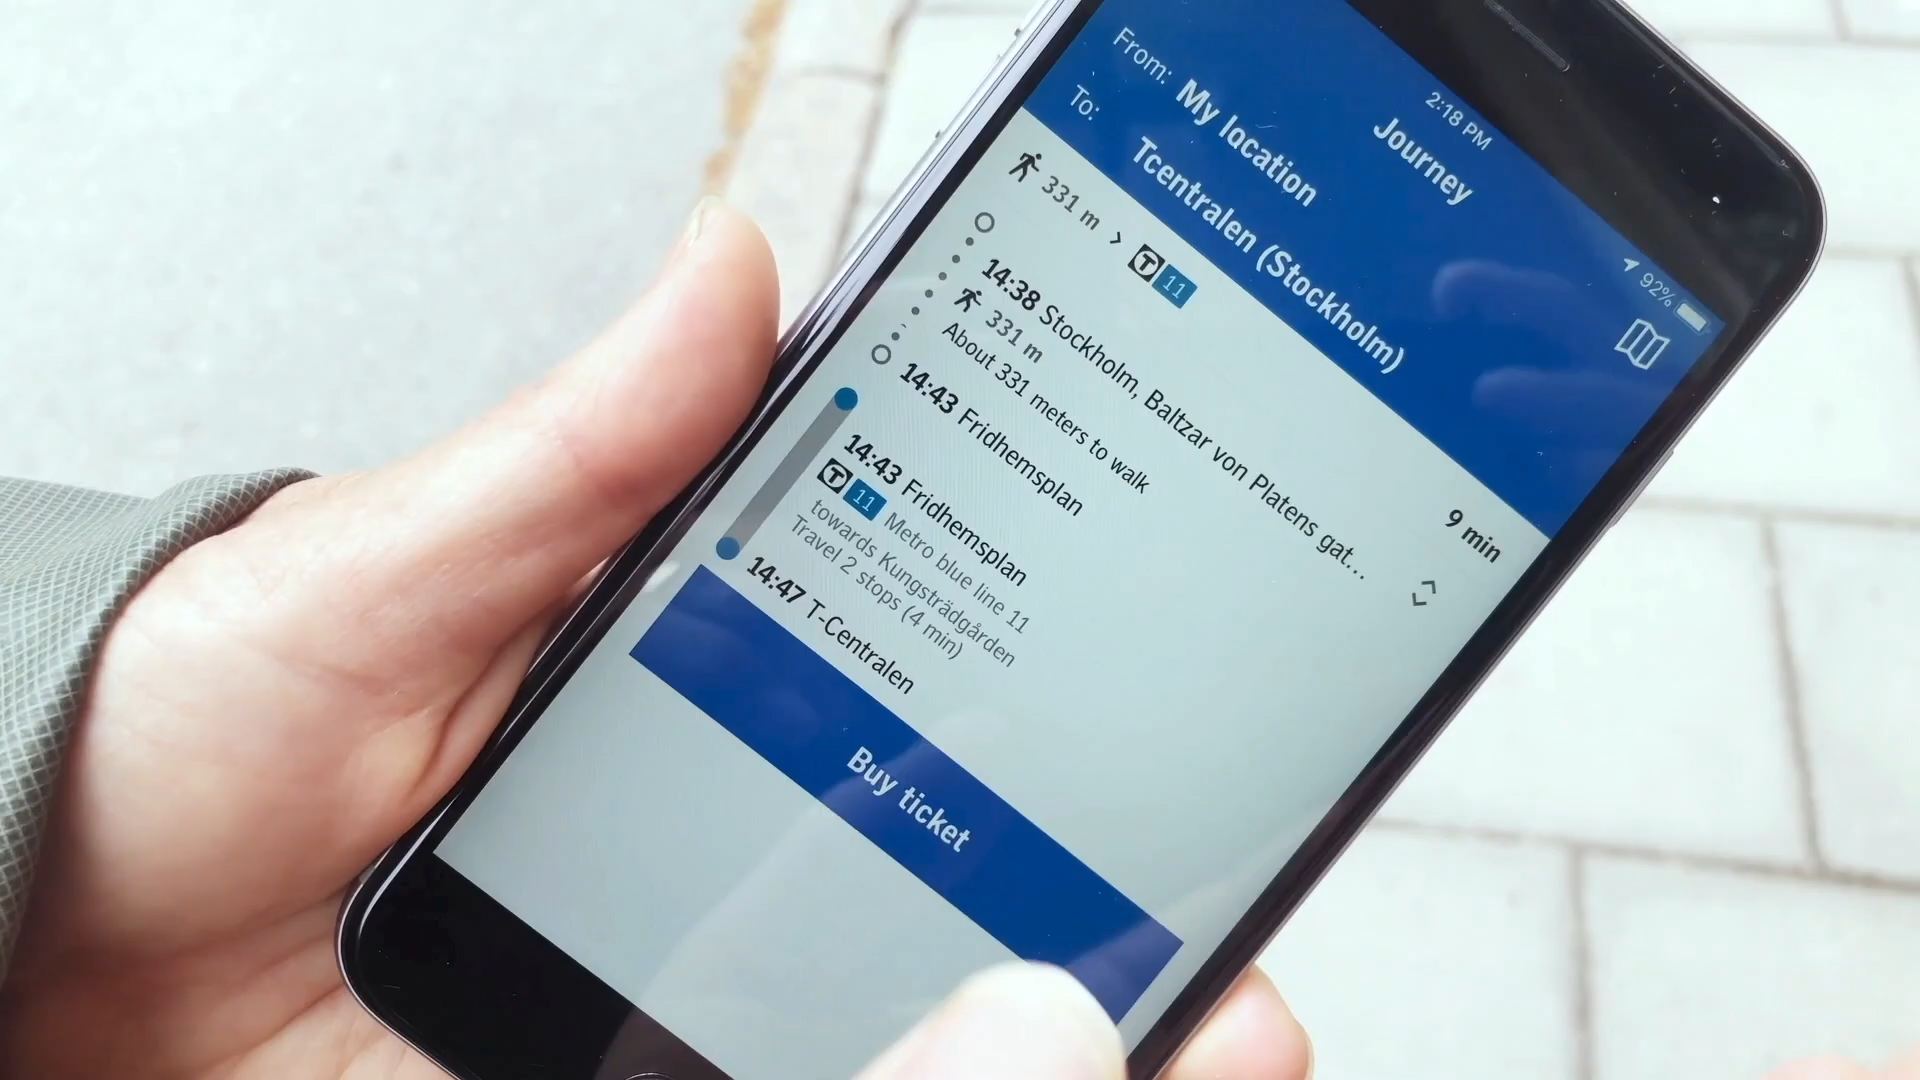 2:18 PM
92%
Journey
From: My location
To: Tcentralen (Stockholm)
331 m > T 11
9 min
14:38 Stockholm, Baltzar von Platens gat...
331 m
About 331 meters to walk
14:43 Fridhemsplan
14:43 Fridhemsplan
T 11 Metro blue line 11
towards Kungsträdgården
Travel 2 stops (4 min)
14:47 T-Centralen
Buy ticket